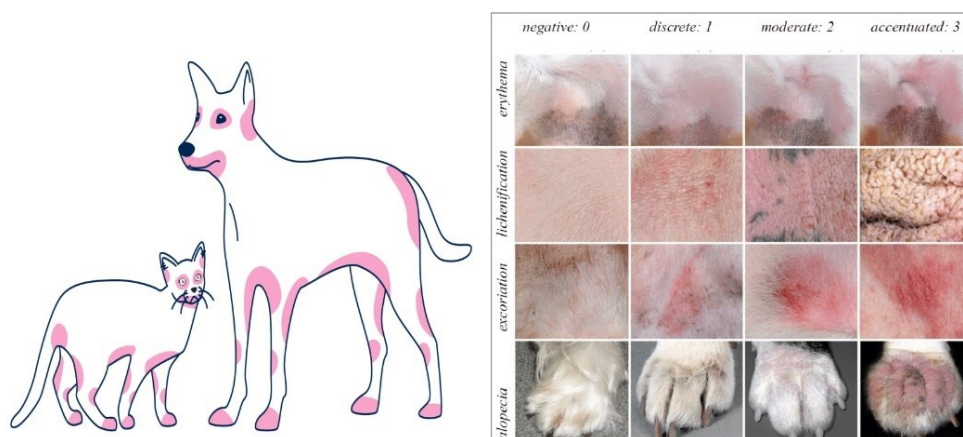 negative: 0 discrete: 1 moderate: 2 accentuated: 3
erythema
lichenification
excoriation
alopecia